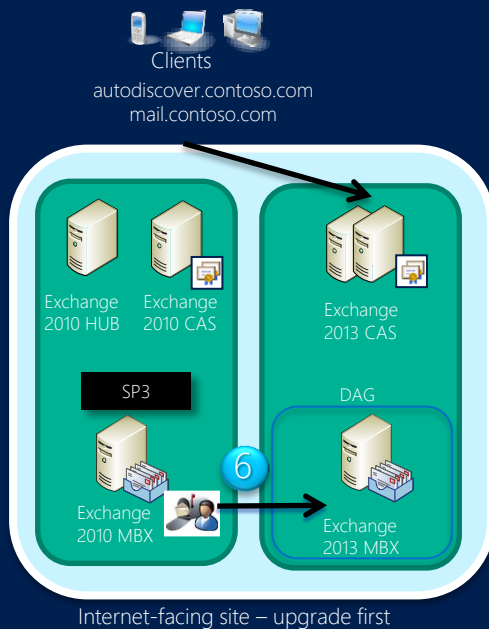 Clients
autodiscover.contoso.com
mail.contoso.com
Exchange
2010 HUB
Exchange
2010 CAS
Exchange
2013 CAS
SP3
DAG
6
Exchange
2010 MBX
Exchange
2013 MBX
Internet-facing site – upgrade first